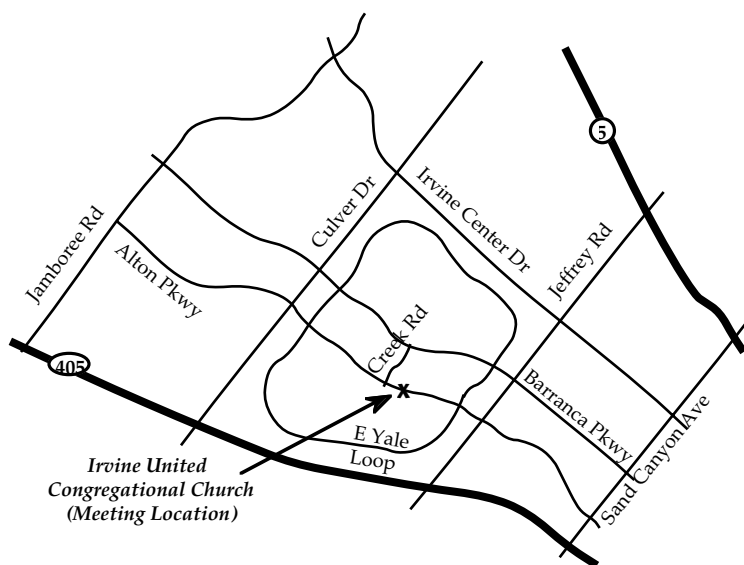 5
Culver Dr
Irvine Center Dr
Jeffrey Rd
Jamboree Rd
Alton Pkwy
Creek Rd
405
Barranca Pkwy
X
Sand Canyon Ave
E Yale
Loop
Irvine United
Congregational Church
(Meeting Location)